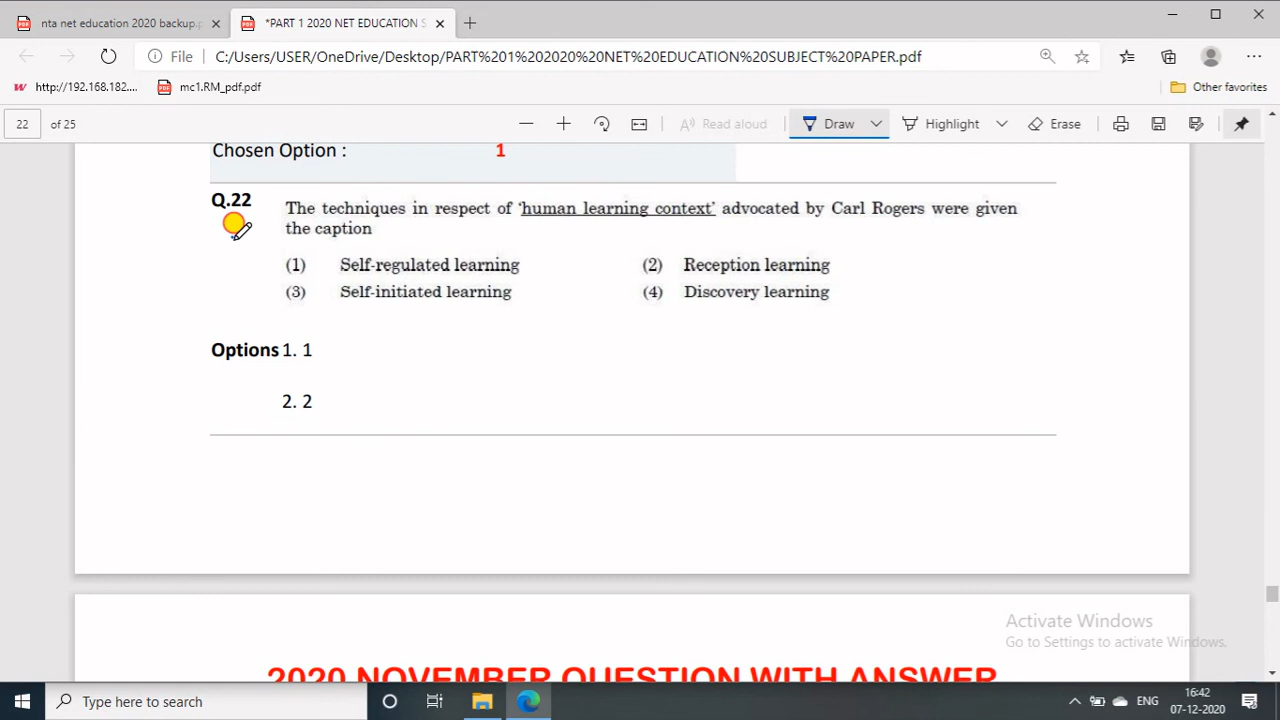 nta net education 2020 backup.p
*PART 1 2020 NET EDUCATION S
File
C:/Users/USER/OneDrive/Desktop/PART%201%202020%20NET%20EDUCATION%20SUBJECT%20PAPER.pdf
http://192.168.182....
mc1.RM_pdf.pdf
Other favorites
22 of 25
Read aloud
Draw
Highlight
Erase
Chosen Option : 1
Q.22
The techniques in respect of ‘human learning context’ advocated by Carl Rogers were given
the caption
(1) Self-regulated learning (2) Reception learning
(3) Self-initiated learning (4) Discovery learning
Options 1. 1
2. 2
Activate Windows
Go to Settings to activate Windows.
2020 NOVEMBER QUESTION WITH ANSWER
Type here to search
ENG
16:42
07-12-2020